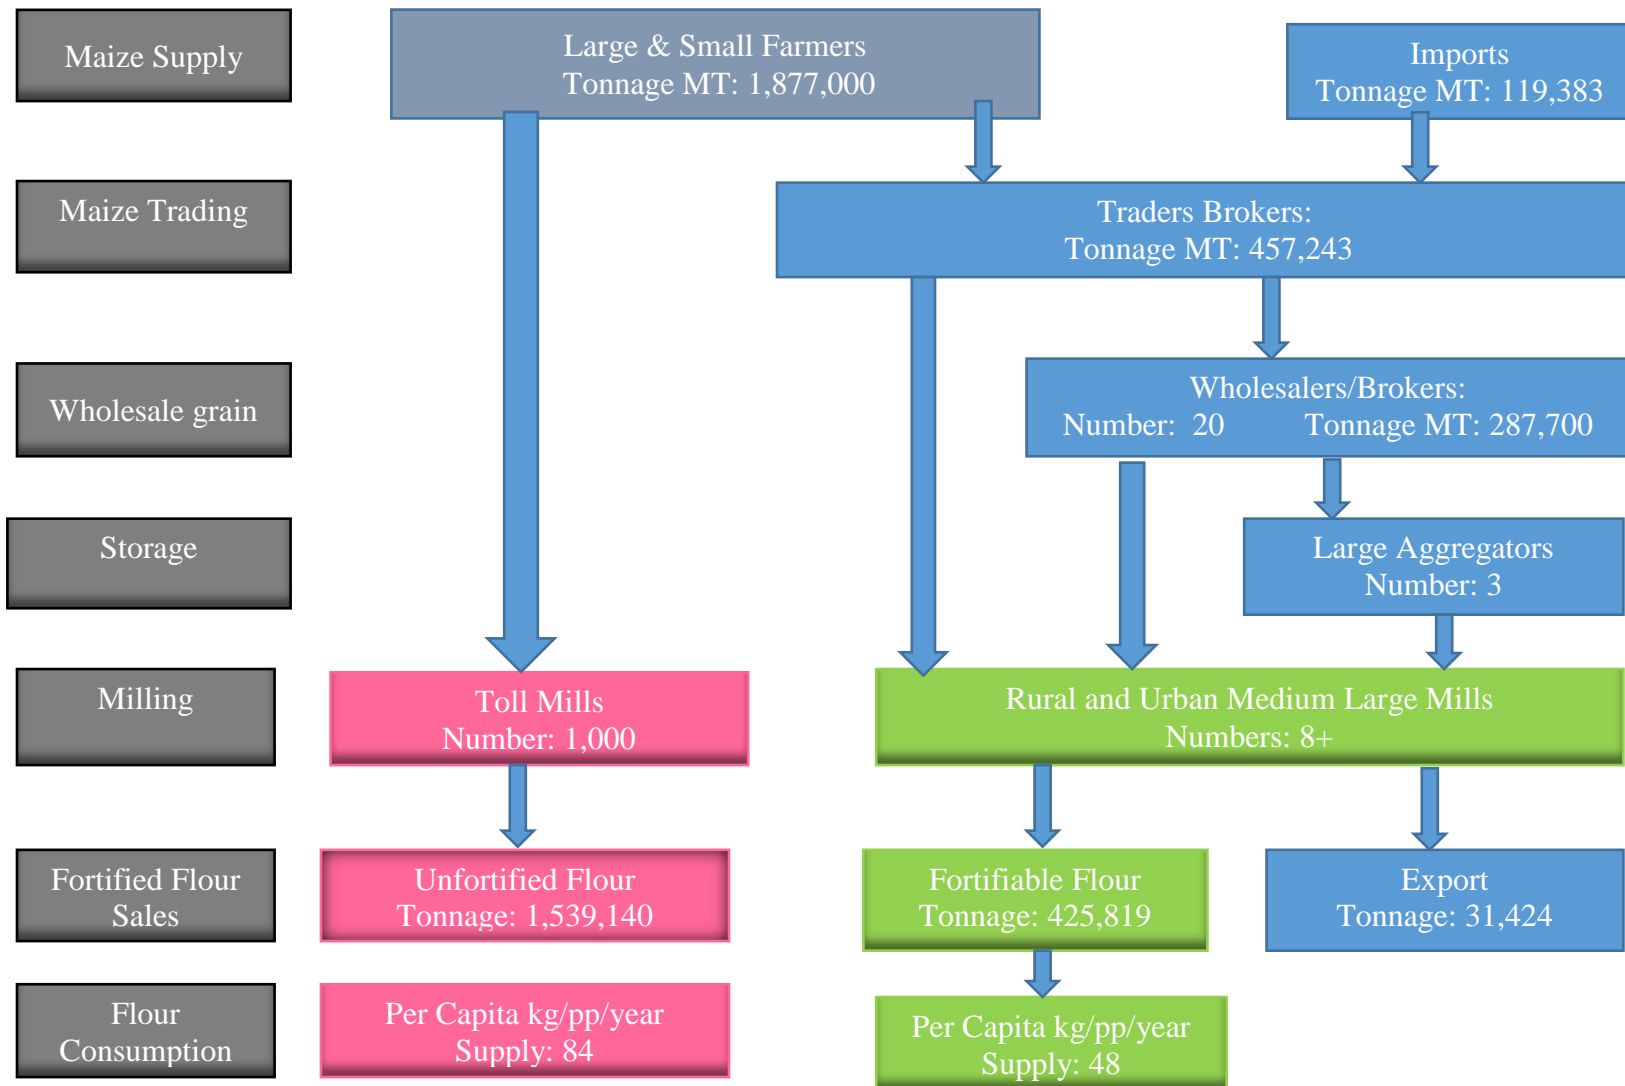 Maize Supply
Large & Small Farmers
Tonnage MT: 1,877,000
Imports
Tonnage MT: 119,383
Maize Trading
Traders Brokers:
Tonnage MT: 457,243
Wholesale grain
Wholesalers/Brokers:
Number: 20 Tonnage MT: 287,700
Storage
Large Aggregators
Number: 3
Milling
Toll Mills
Number: 1,000
Rural and Urban Medium Large Mills
Numbers: 8+
Fortified Flour
Sales
Unfortified Flour
Tonnage: 1,539,140
Fortifiable Flour
Tonnage: 425,819
Export
Tonnage: 31,424
Flour
Consumption
Per Capita kg/pp/year
Supply: 84
Per Capita kg/pp/year
Supply: 48